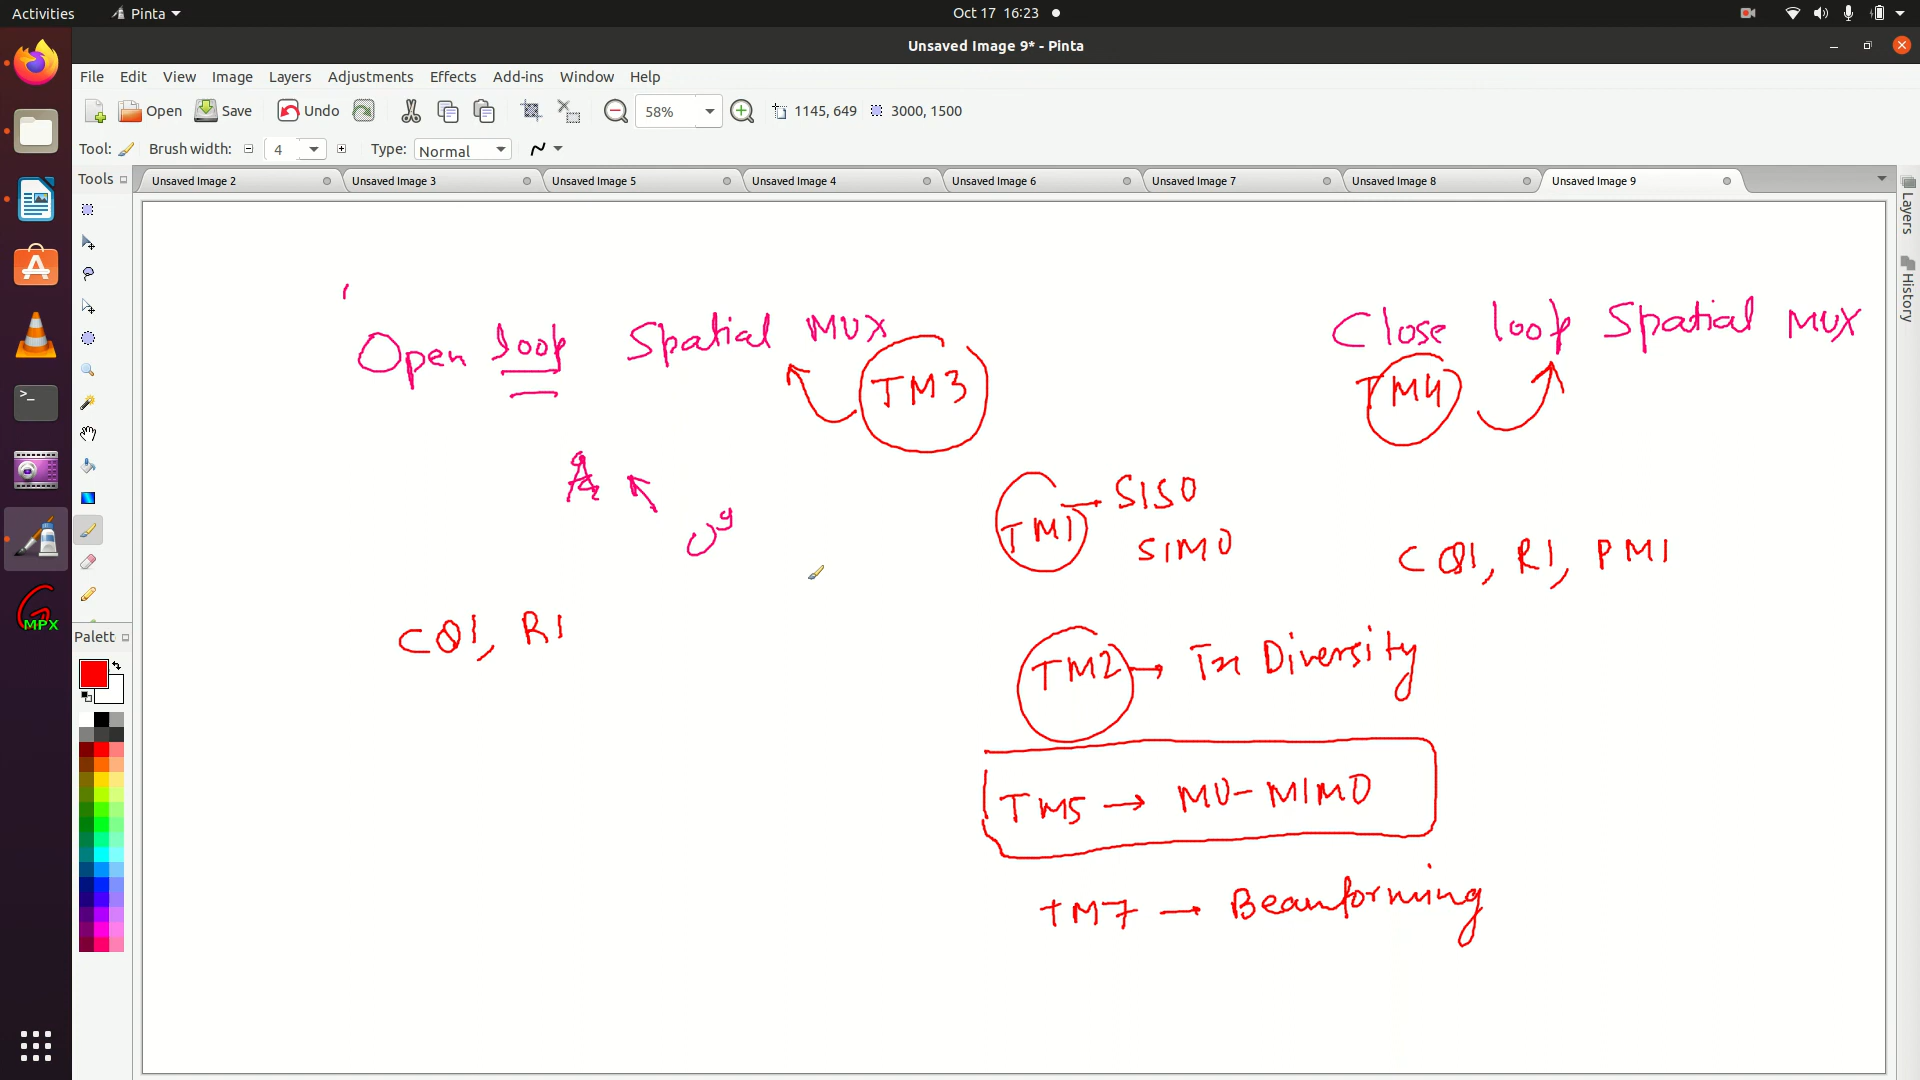 Activities
Pinta
Oct 17 16:23
Unsaved Image 9* - Pinta
File Edit View Image Layers Adjustments Effects Add-ins Window Help
Open Save Undo 58% 1145, 649 3000, 1500
Tool: Brush width: 4 Type: Normal
Tools
Unsaved Image 2 Unsaved Image 3 Unsaved Image 5 Unsaved Image 4 Unsaved Image 6 Unsaved Image 7 Unsaved Image 8 Unsaved Image 9
Layers
History
Open loop Spatial MUX
TM3
Close loop Spatial MUX
TM4
TM1 → SISO
SIMO
CQI, RI, PMI
CQI, RI
TM2 → Tx Diversity
TM5 → MU-MIMO
TM7 → Beamforming
Palett
>_
MPX